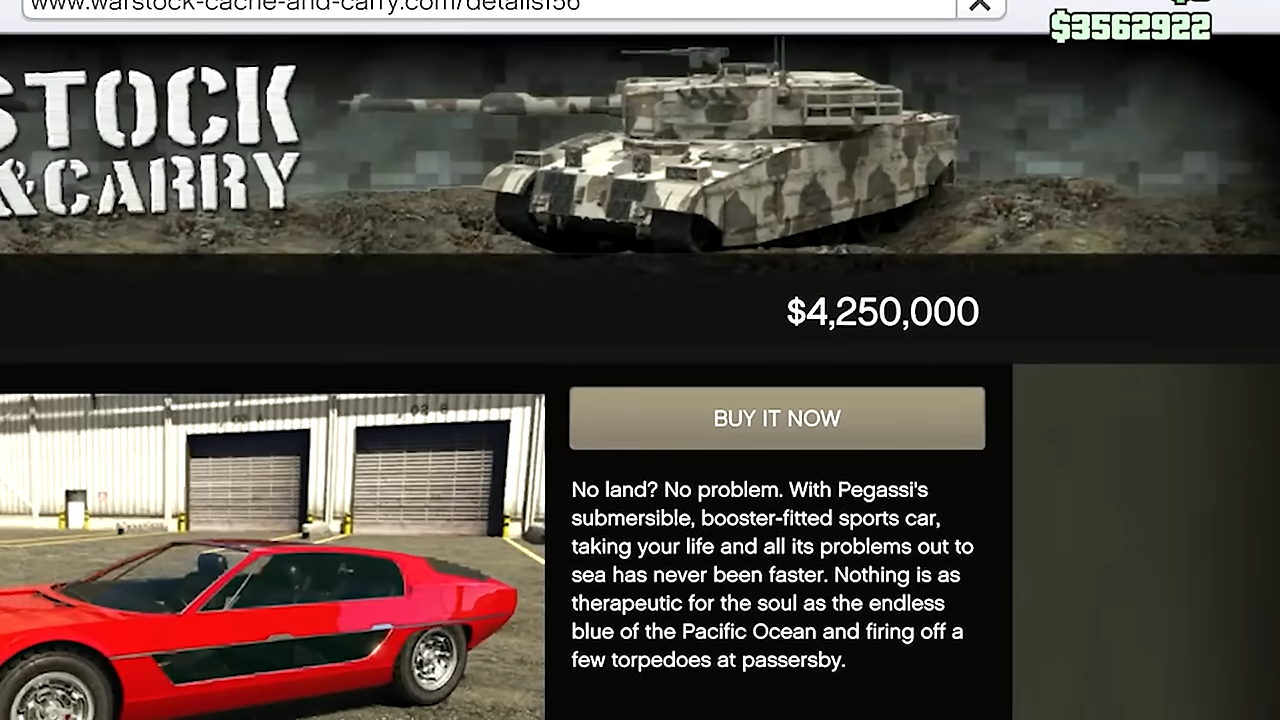 www.warstock-cache-and-carry.com/details
$3562922
STOCK
&CARRY
$4,250,000
BUY IT NOW
No land? No problem. With Pegassi's
submersible, booster-fitted sports car,
taking your life and all its problems out to
sea has never been faster. Nothing is as
therapeutic for the soul as the endless
blue of the Pacific Ocean and firing off a
few torpedoes at passersby.